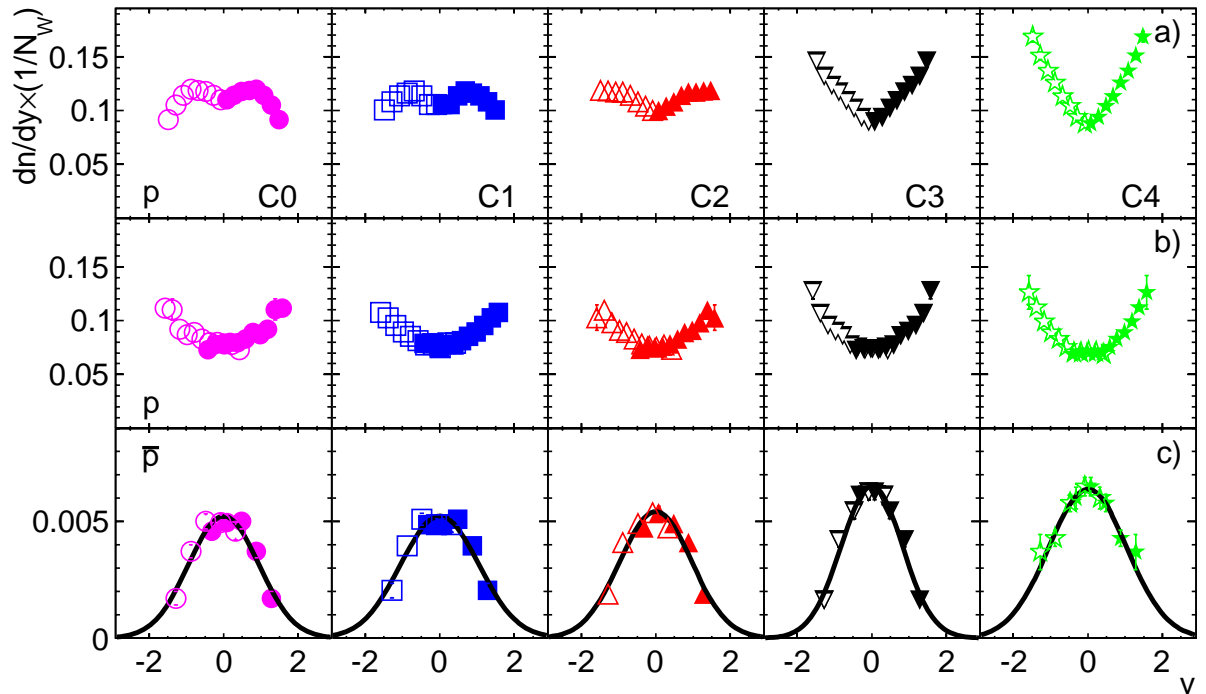 dn/dy×(1/N_W)
0.15
0.1
0.05
a)
p C0 C1 C2 C3 C4
0.15
0.1
0.05
b)
p
p̅ c)
0.005
0
-2 0 2 -2 0 2 -2 0 2 -2 0 2 -2 0 2
y